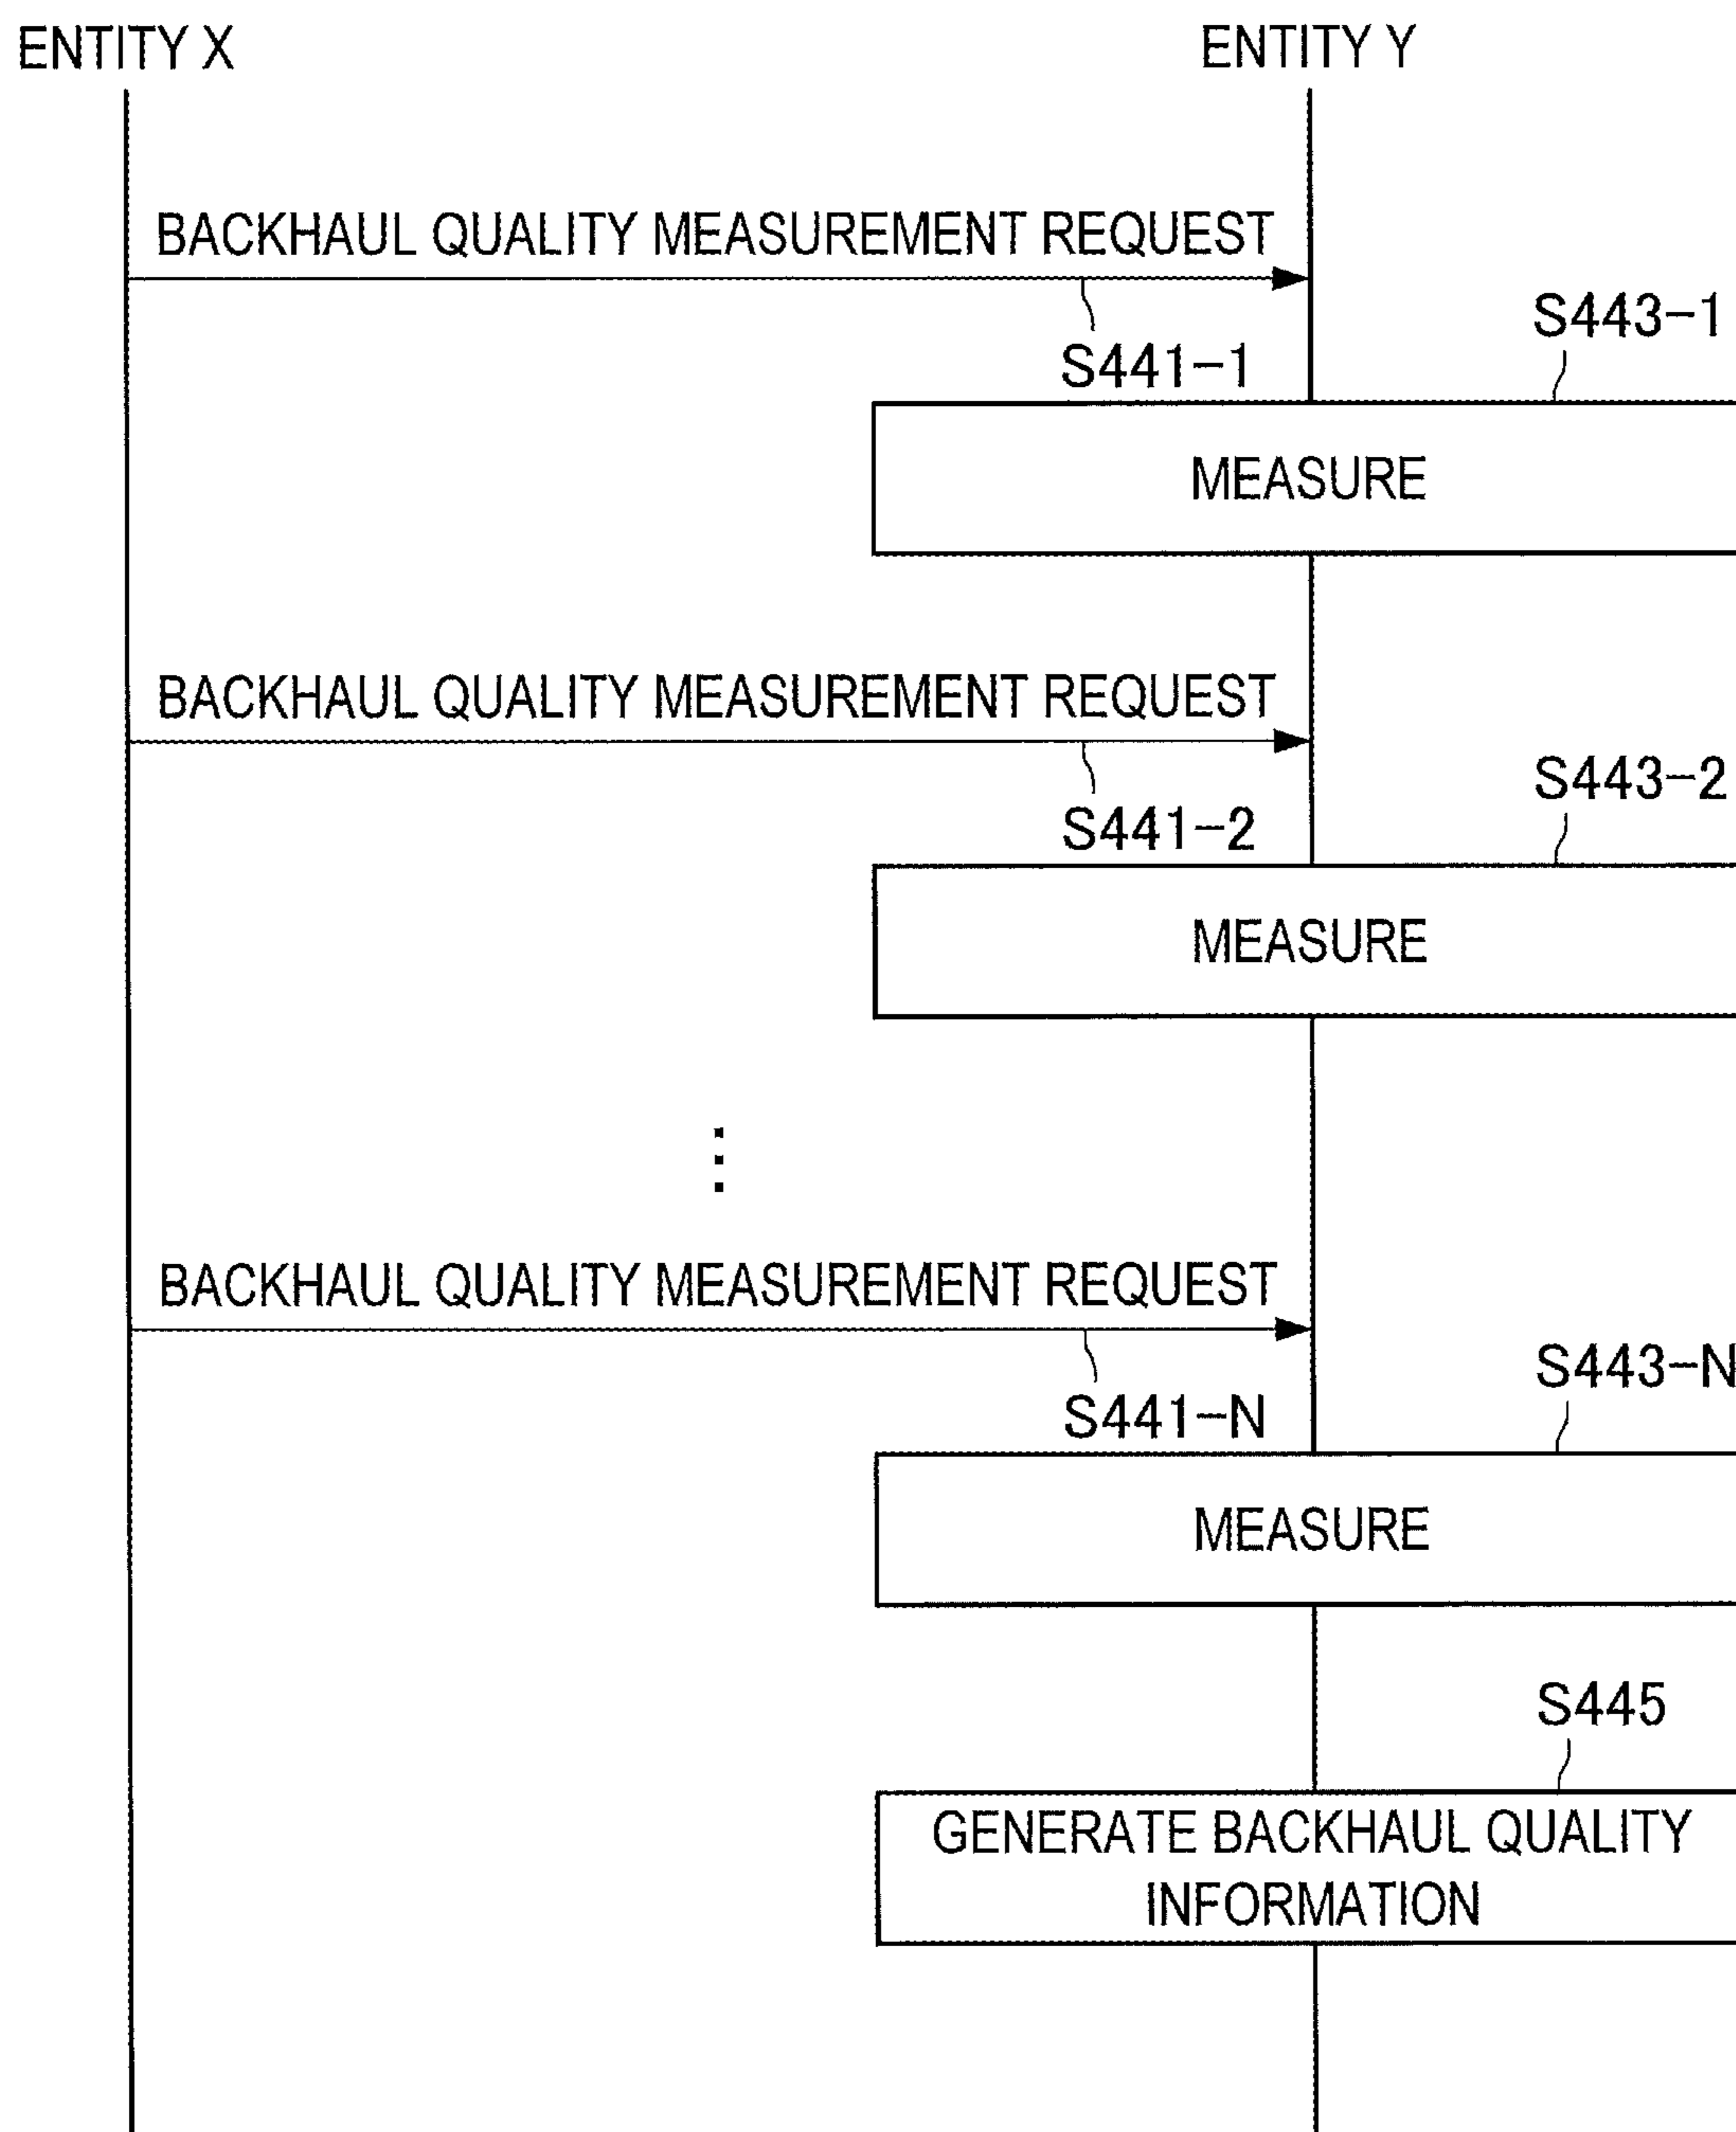 ENTITY X
ENTITY Y
BACKHAUL QUALITY MEASUREMENT REQUEST
S441-1
S443-1
MEASURE
BACKHAUL QUALITY MEASUREMENT REQUEST
S441-2
S443-2
MEASURE
BACKHAUL QUALITY MEASUREMENT REQUEST
S441-N
S443-N
MEASURE
S445
GENERATE BACKHAUL QUALITY
INFORMATION